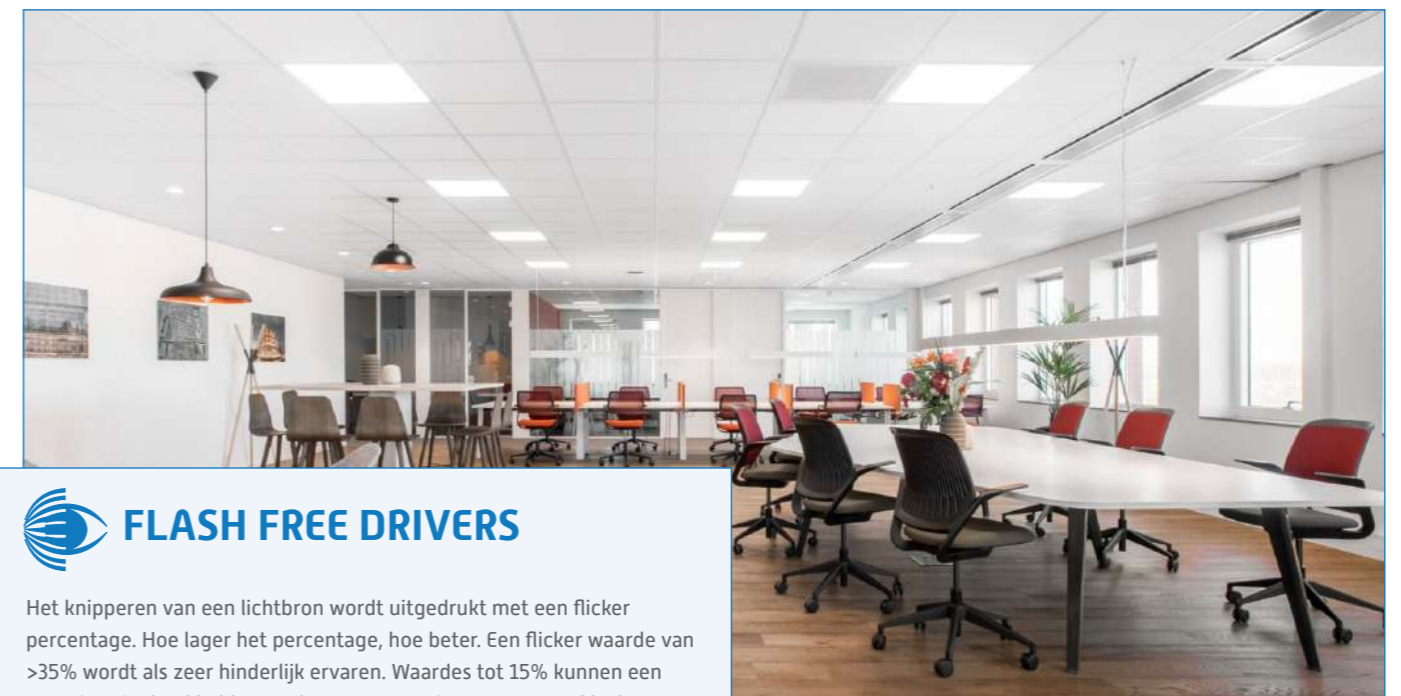 FLASH FREE DRIVERS
Het knipperen van een lichtbron wordt uitgedrukt met een flicker
percentage. Hoe lager het percentage, hoe beter. Een flicker waarde van
>35% wordt als zeer hinderlijk ervaren. Waardes tot 15% kunnen een